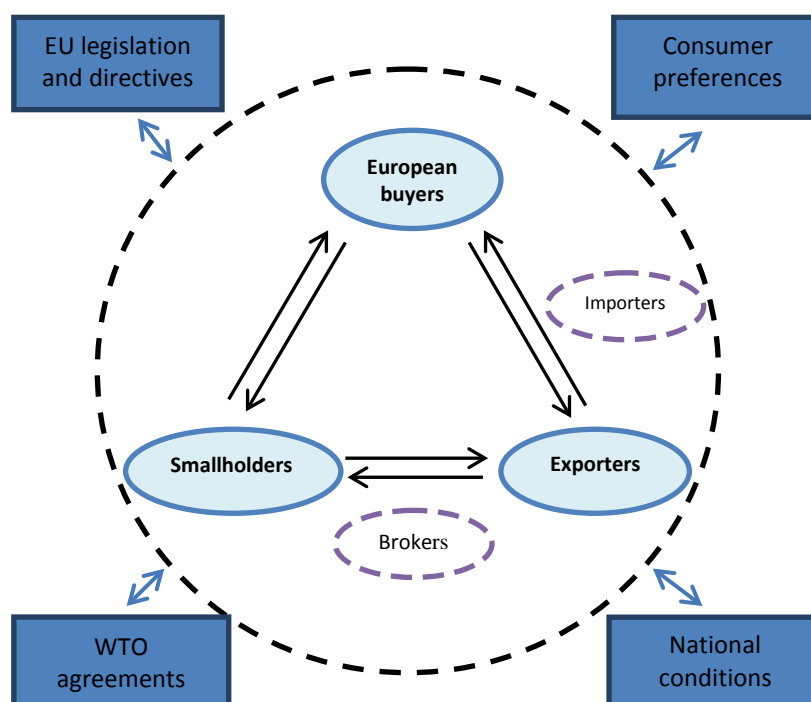 EU legislation
and directives
Consumer
preferences
European
buyers
Importers
Smallholders
Exporters
Brokers
WTO
agreements
National
conditions